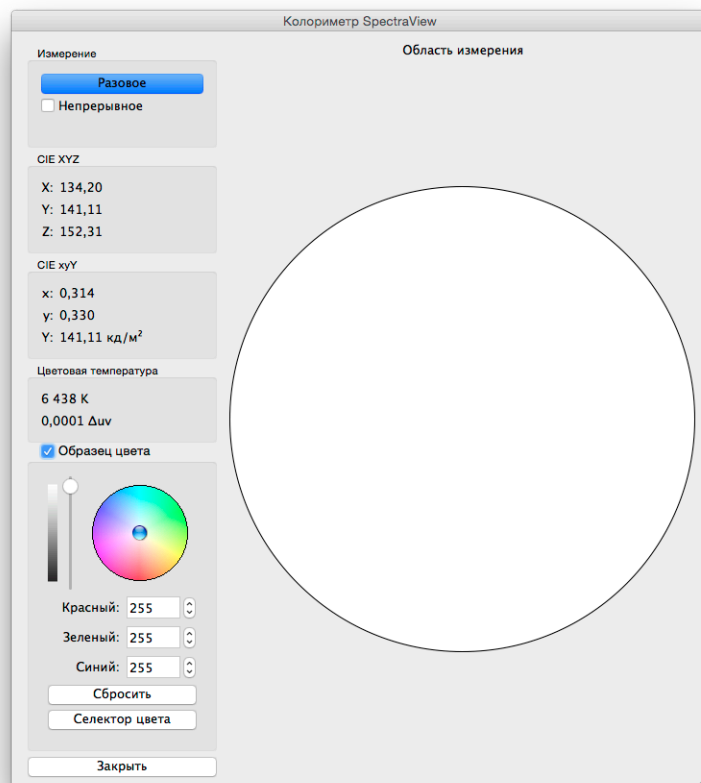 Колориметр SpectraView
Измерение
Разовое
Непрерывное
CIE XYZ
X: 134,20
Y: 141,11
Z: 152,31
CIE xyY
x: 0,314
y: 0,330
Y: 141,11 кд/м²
Цветовая температура
6 438 K
0,0001 Δuv
Образец цвета
Красный: 255
Зеленый: 255
Синий: 255
Сбросить
Селектор цвета
Закрыть
Область измерения